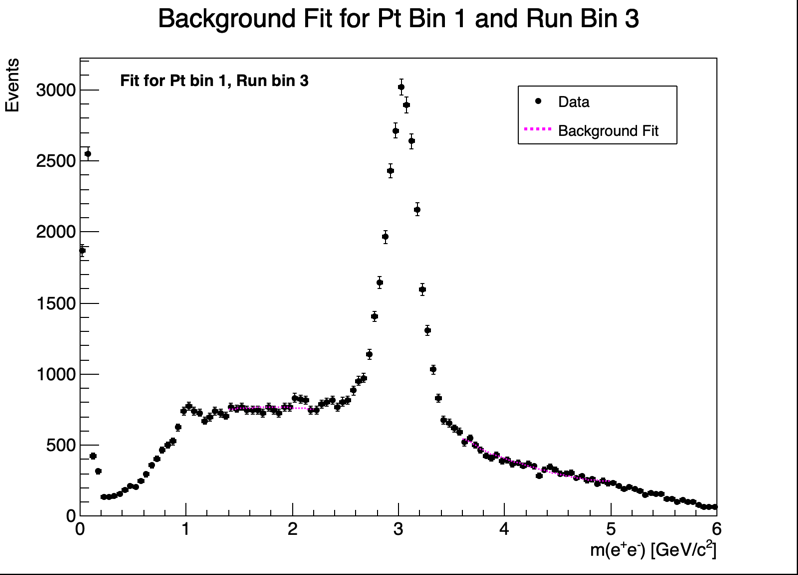 Background Fit for Pt Bin 1 and Run Bin 3
Events
Fit for Pt bin 1, Run bin 3
Data
Background Fit
3000
2500
2000
1500
1000
500
0
0 1 2 3 4 5 6
m(e⁺e⁻) [GeV/c²]